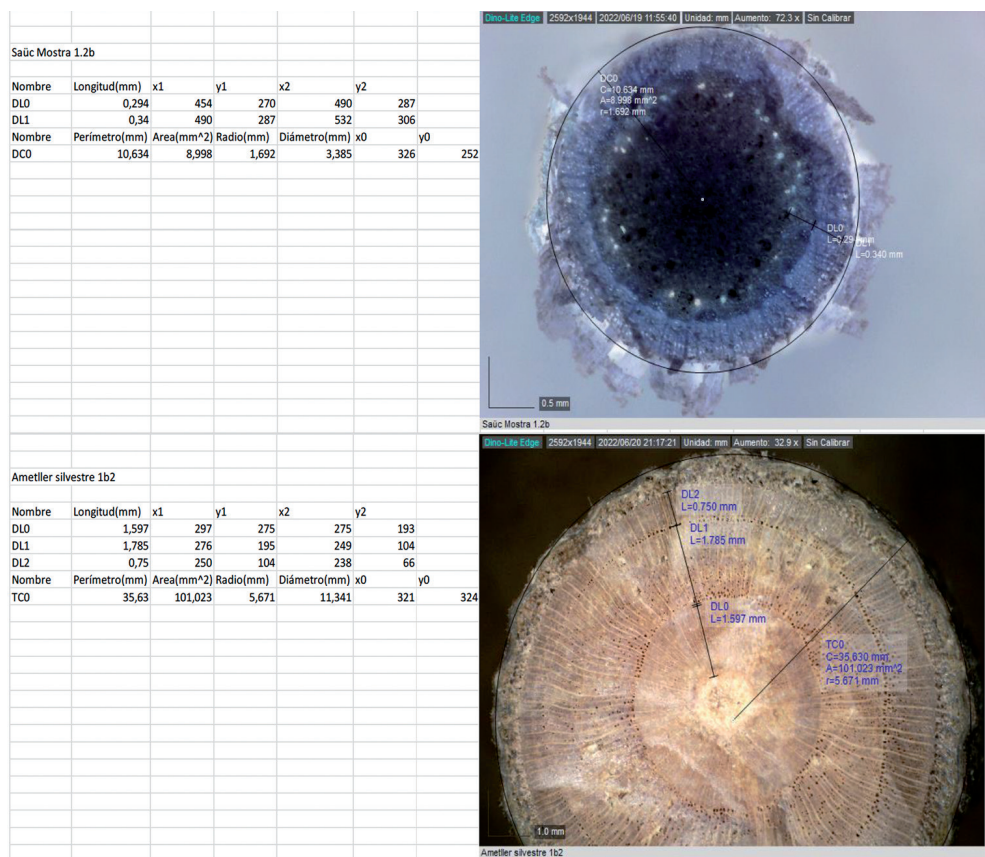 Saüc Mostra 1.2b
Nombre Longitud(mm) x1 y1 x2 y2
DL0 0,294 454 270 490 287
DL1 0,34 490 287 532 306
Nombre Perímetro(mm) Area(mm^2) Radio(mm) Diámetro(mm) x0 y0
DC0 10,634 8,998 1,692 3,385 326 252
Dino-Lite Edge 2592x1944 2022/06/19 11:55:40 Unidad: mm Aumento: 72.3 x Sin Calibrar
DC0
C=10.634 mm
A=8.998 mm^2
r=1.692 mm
DL0
L=0.294 mm
DL1
L=0.340 mm
0.5 mm
Saüc Mostra 1.2b
Ametller silvestre 1b2
Nombre Longitud(mm) x1 y1 x2 y2
DL0 1,597 297 275 275 193
DL1 1,785 276 195 249 104
DL2 0,75 250 104 238 66
Nombre Perímetro(mm) Area(mm^2) Radio(mm) Diámetro(mm) x0 y0
TC0 35,63 101,023 5,671 11,341 321 324
Dino-Lite Edge 2592x1944 2022/06/20 21:17:21 Unidad: mm Aumento: 32.9 x Sin Calibrar
DL2
L=0.750 mm
DL1
L=1.785 mm
DL0
L=1.597 mm
TC0
C=35.630 mm
A=101.023 mm^2
r=5.671 mm
1.0 mm
Ametller silvestre 1b2